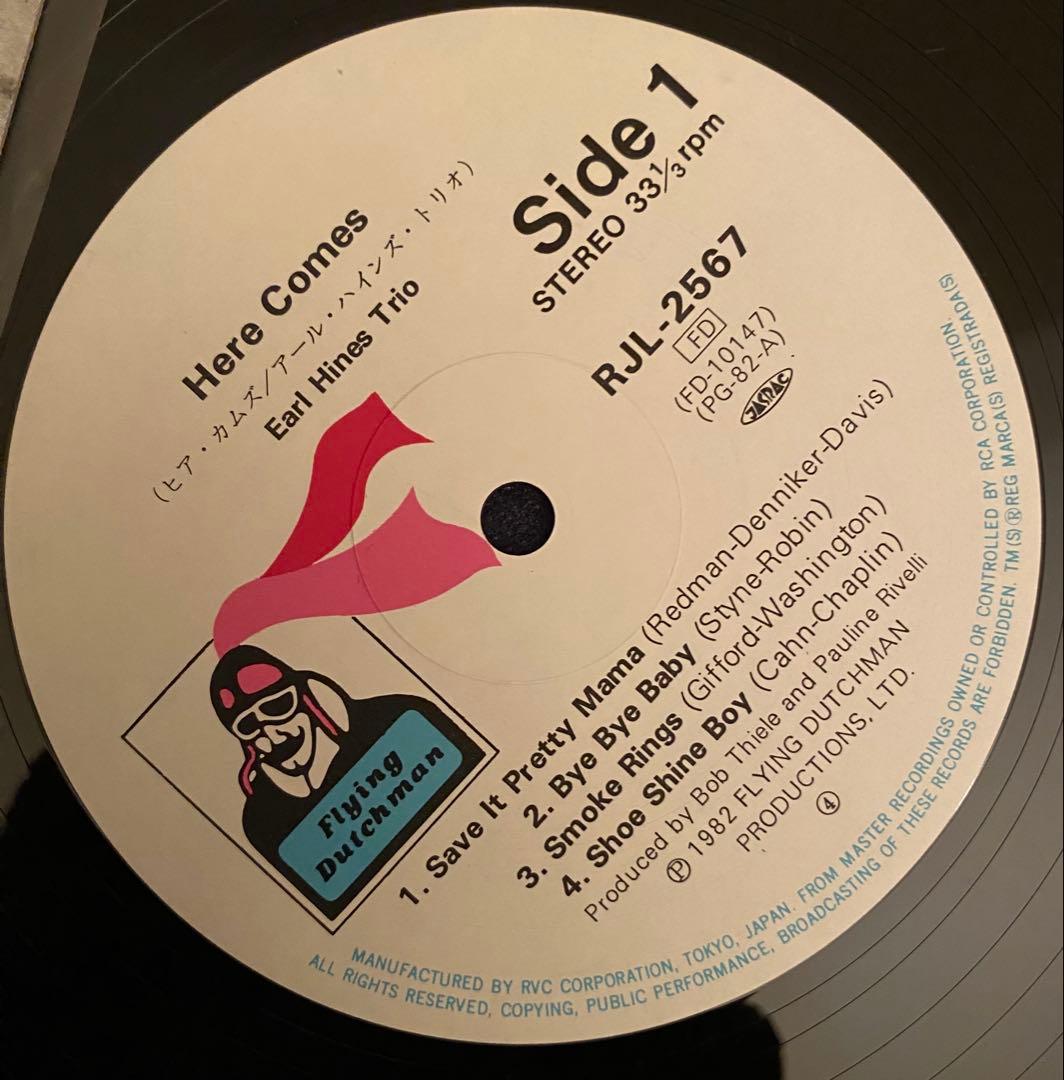 Here Comes
(ヒア・カムズ/アール・ハインズ・トリオ)
Earl Hines Trio
Side 1
STEREO 33 1/3 rpm
RJL-2567
FD
(FD-10147)
(PG-82-A)
JASRAC
Flying
Dutchman
1. Save It Pretty Mama (Redman-Denniker-Davis)
2. Bye Bye Baby (Styne-Robin)
3. Smoke Rings (Gifford-Washington)
4. Shoe Shine Boy (Cahn-Chaplin)
Produced by Bob Thiele and Pauline Rivelli
Ⓟ 1982 FLYING DUTCHMAN
PRODUCTIONS, LTD.
④
MANUFACTURED BY RVC CORPORATION, TOKYO, JAPAN. FROM MASTER RECORDINGS OWNED OR CONTROLLED BY RCA CORPORATION.
ALL RIGHTS RESERVED, COPYING, PUBLIC PERFORMANCE, BROADCASTING OF THESE RECORDS ARE FORBIDDEN. TM(S)®REG MARCA(S) REGISTRADA(S)